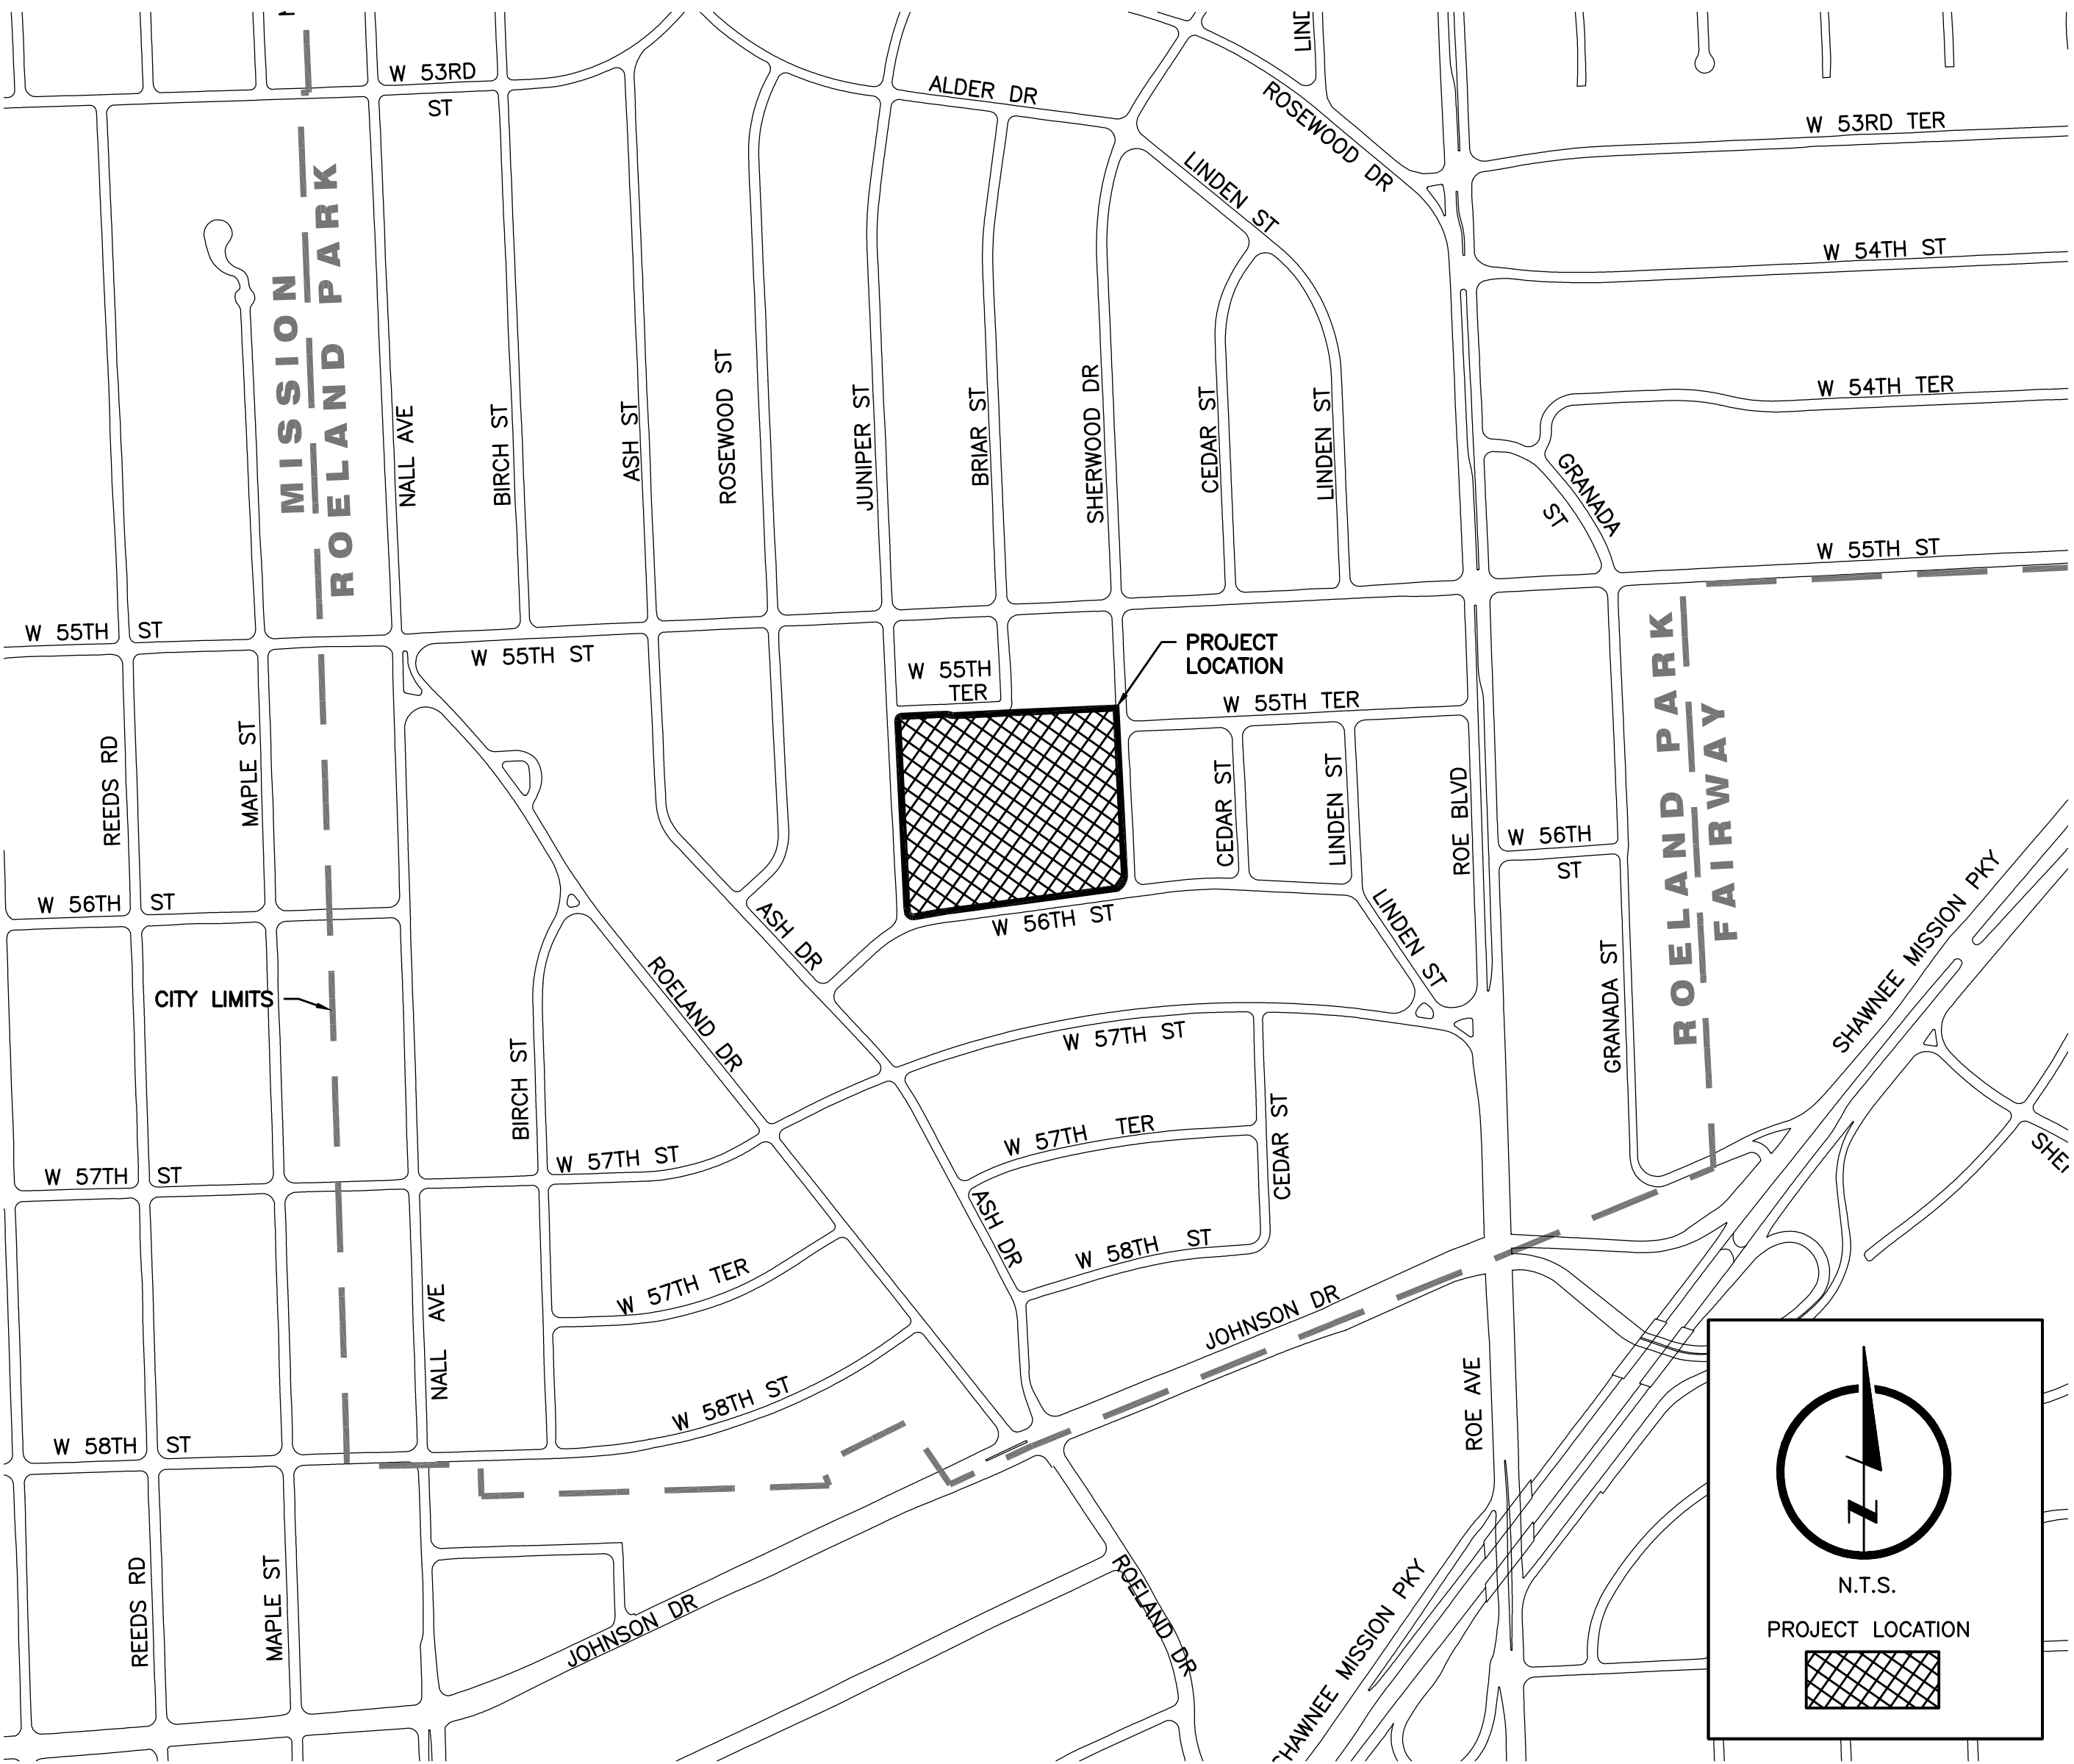 W 53RD
ST
ALDER DR
LIND
ROSEWOOD DR
W 53RD TER
LINDEN ST
W 54TH ST
MISSION
ROELAND PARK
NALL AVE
BIRCH ST
ASH ST
ROSEWOOD ST
JUNIPER ST
BRIAR ST
SHERWOOD DR
CEDAR ST
LINDEN ST
W 54TH TER
GRANADA
ST
W 55TH ST
W 55TH ST
W 55TH ST
W 55TH
TER
PROJECT
LOCATION
W 55TH TER
ROELAND PARK
FAIRWAY
REEDS RD
MAPLE ST
CEDAR ST
LINDEN ST
ROE BLVD
W 56TH
ST
W 56TH ST
ASH DR
W 56TH ST
LINDEN ST
GRANADA ST
SHAWNEE MISSION PKY
CITY LIMITS
ROELAND DR
BIRCH ST
W 57TH ST
W 57TH TER
CEDAR ST
SHE
W 57TH ST
W 57TH ST
ASH DR
W 58TH ST
W 57TH TER
NALL AVE
JOHNSON DR
W 58TH ST
ROE AVE
W 58TH ST
REEDS RD
MAPLE ST
JOHNSON DR
ROELAND DR
SHAWNEE MISSION PKY
N
N.T.S.
PROJECT LOCATION